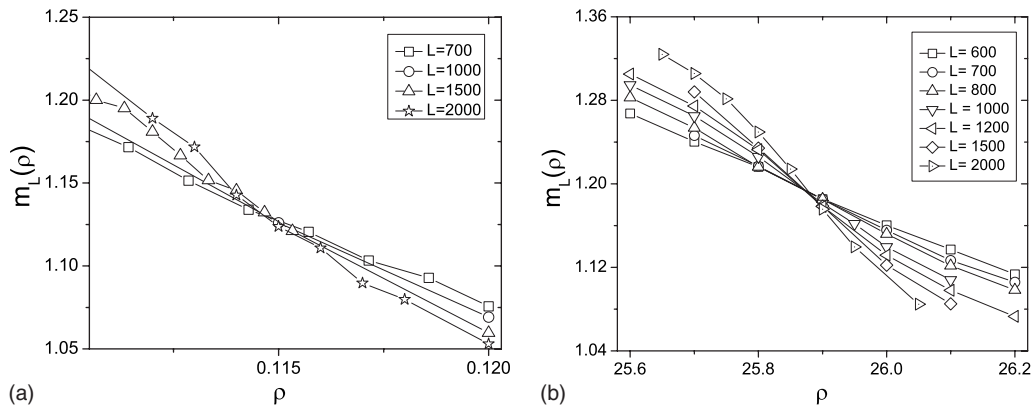 1.25
1.20
1.15
1.10
1.05
m_L(ρ)
L=700
L=1000
L=1500
L=2000
0.115
0.120
ρ
(a)
1.36
1.28
1.20
1.12
1.04
m_L(ρ)
L= 600
L= 700
L= 800
L = 1000
L = 1200
L = 1500
L = 2000
25.6
25.8
26.0
26.2
ρ
(b)